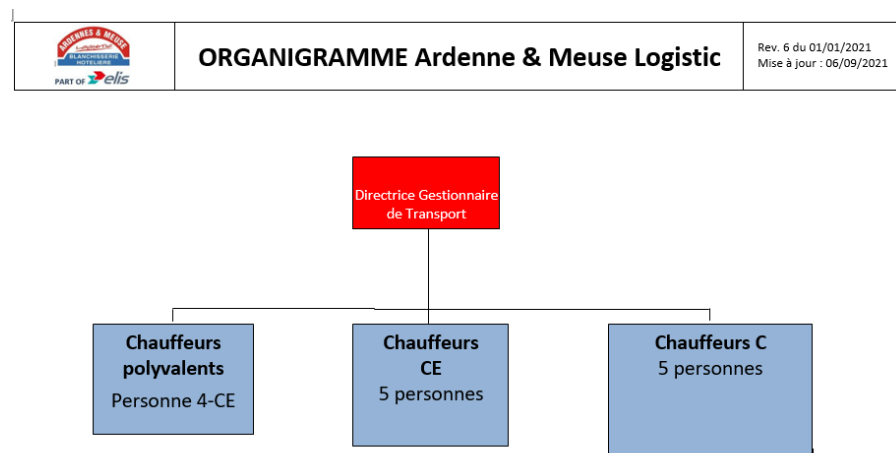 ARDENNES & MEUSE
BLANCHISSERIE
HOTELIERE
PART OF elis
ORGANIGRAMME Ardenne & Meuse Logistic
Rev. 6 du 01/01/2021
Mise à jour : 06/09/2021
Directrice Gestionnaire
de Transport
Chauffeurs
polyvalents
Personne 4-CE
Chauffeurs
CE
5 personnes
Chauffeurs C
5 personnes